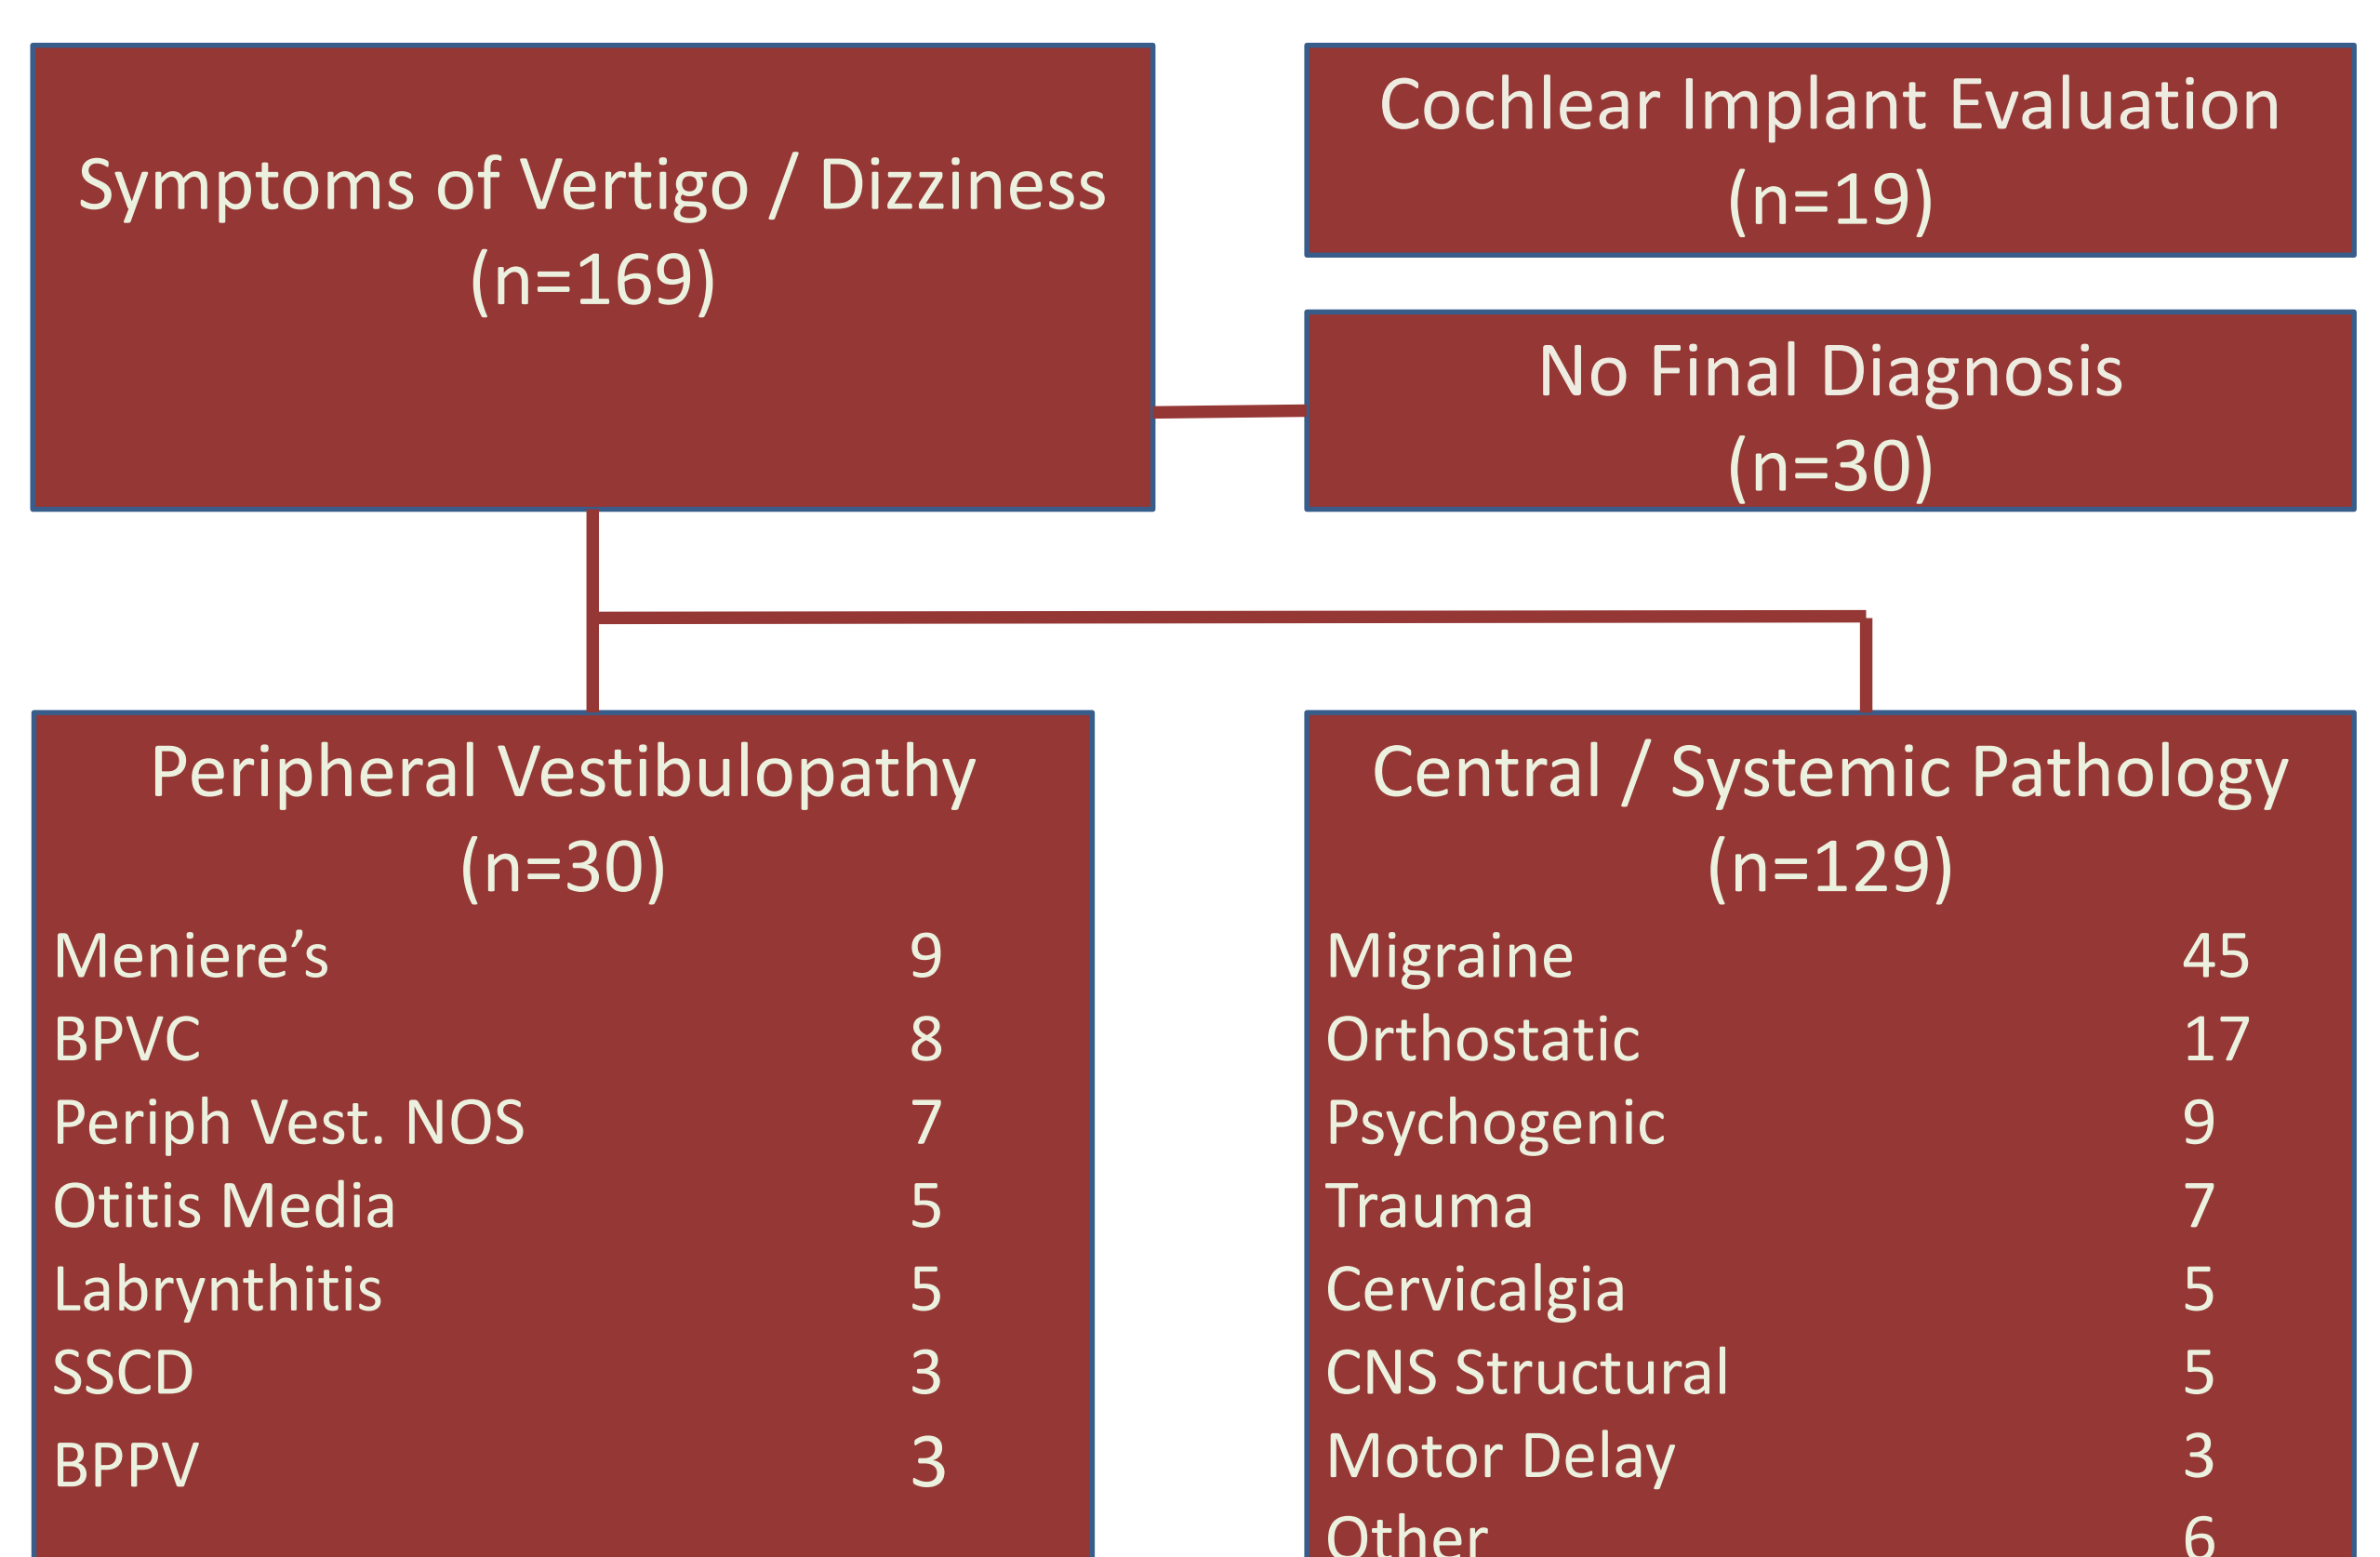 Symptoms of Vertigo / Dizziness
(n=169)
Cochlear Implant Evaluation
(n=19)
No Final Diagnosis
(n=30)
Peripheral Vestibulopathy
(n=30)
Meniere’s 9
BPVC 8
Periph Vest. NOS 7
Otitis Media 5
Labrynthitis 5
SSCD 3
BPPV 3
Central / Systemic Pathology
(n=129)
Migraine 45
Orthostatic 17
Psychogenic 9
Trauma 7
Cervicalgia 5
CNS Structural 5
Motor Delay 3
Other 6